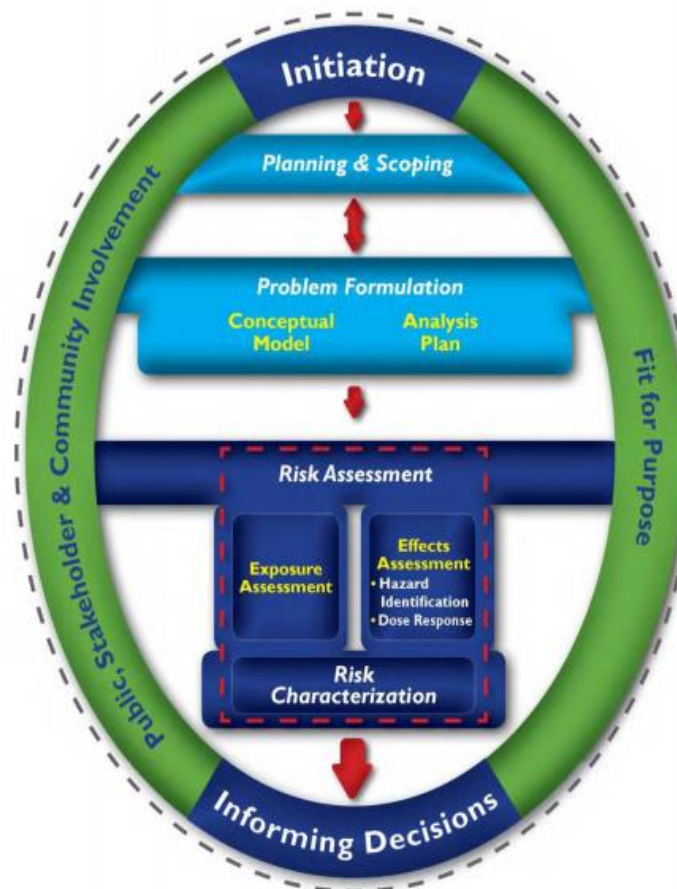 Initiation
Planning & Scoping
Problem Formulation
Conceptual
Model
Analysis
Plan
Risk Assessment
Exposure
Assessment
Effects
Assessment
• Hazard
Identification
• Dose Response
Risk
Characterization
Informing Decisions
Public, Stakeholder & Community Involvement
Fit for Purpose